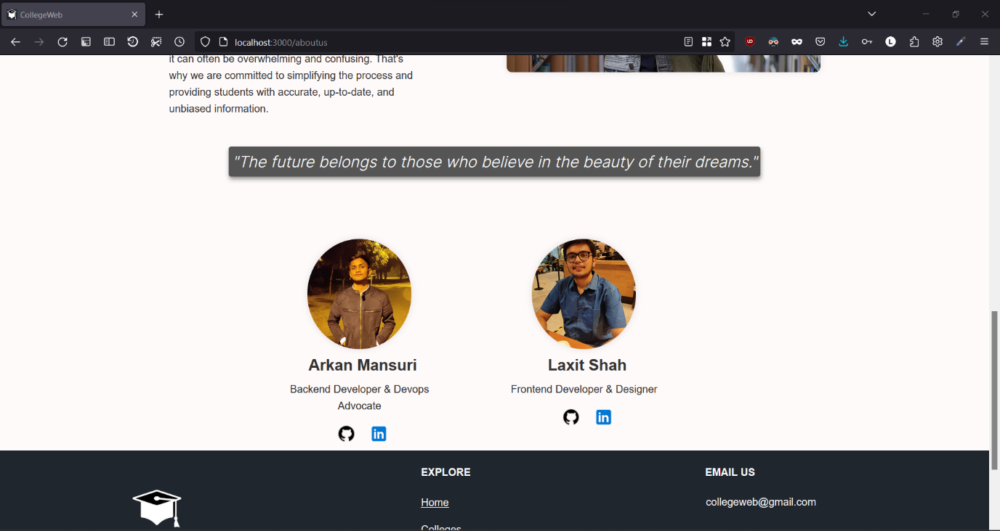 CollegeWeb
localhost:3000/aboutus
it can often be overwhelming and confusing. That's
why we are committed to simplifying the process and
providing students with accurate, up-to-date, and
unbiased information.
"The future belongs to those who believe in the beauty of their dreams."
Arkan Mansuri
Backend Developer & Devops
Advocate
in
Laxit Shah
Frontend Developer & Designer
in
EXPLORE
Home
Colleges
EMAIL US
collegeweb@gmail.com